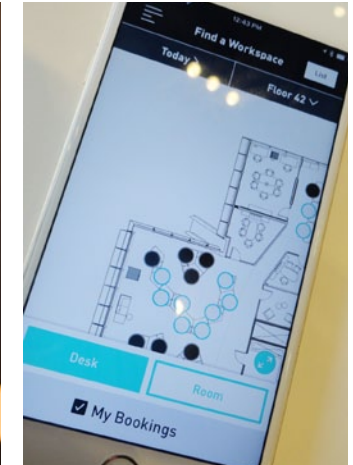 12:43 PM
Find a Workspace
List
Today
Floor 42
Desk
Room
My Bookings